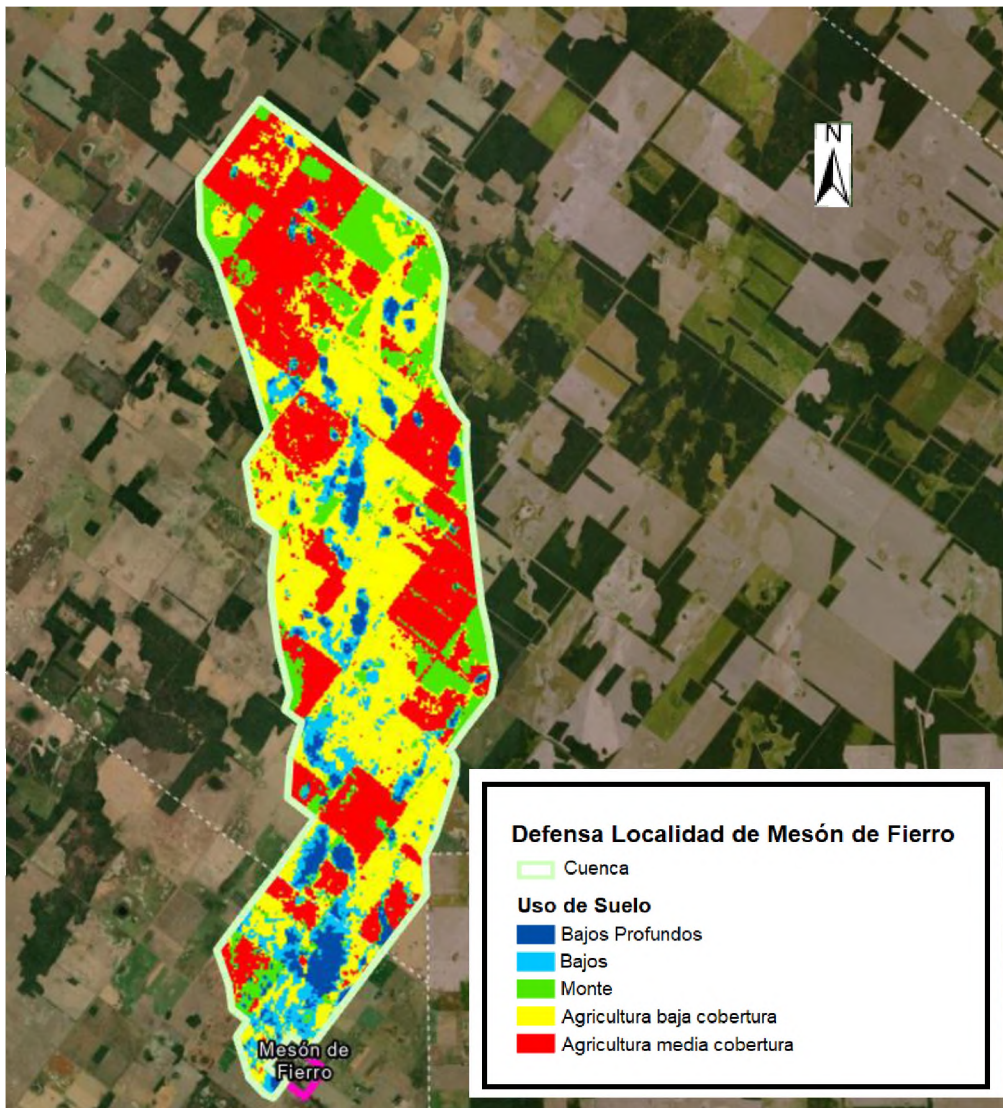 N
Mesón de
Fierro
Defensa Localidad de Mesón de Fierro
Cuenca
Uso de Suelo
Bajos Profundos
Bajos
Monte
Agricultura baja cobertura
Agricultura media cobertura